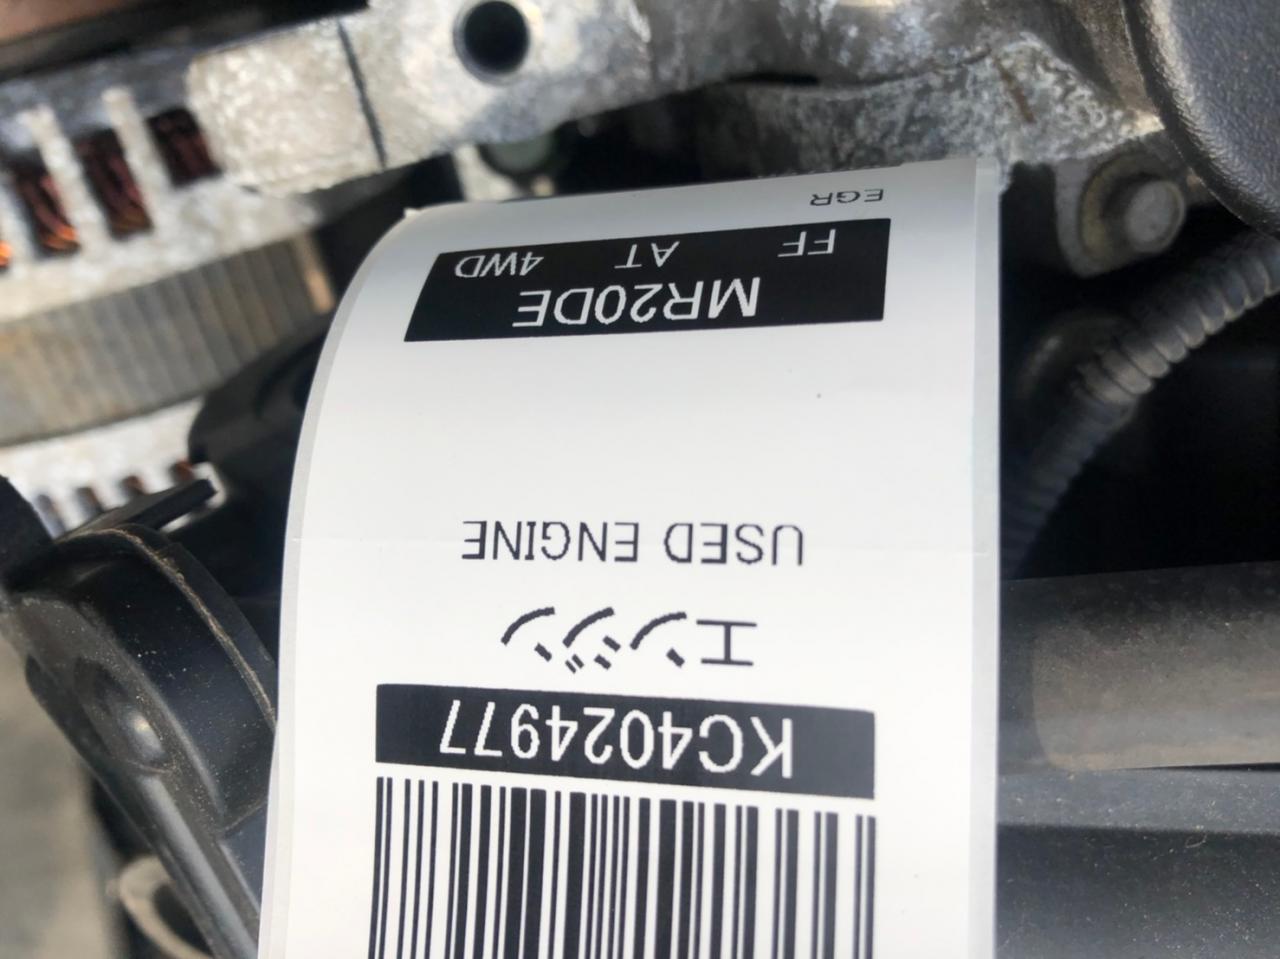 KC4024977
エンジン
USED ENGINE
MR20DE
FF AT 4WD
EGR